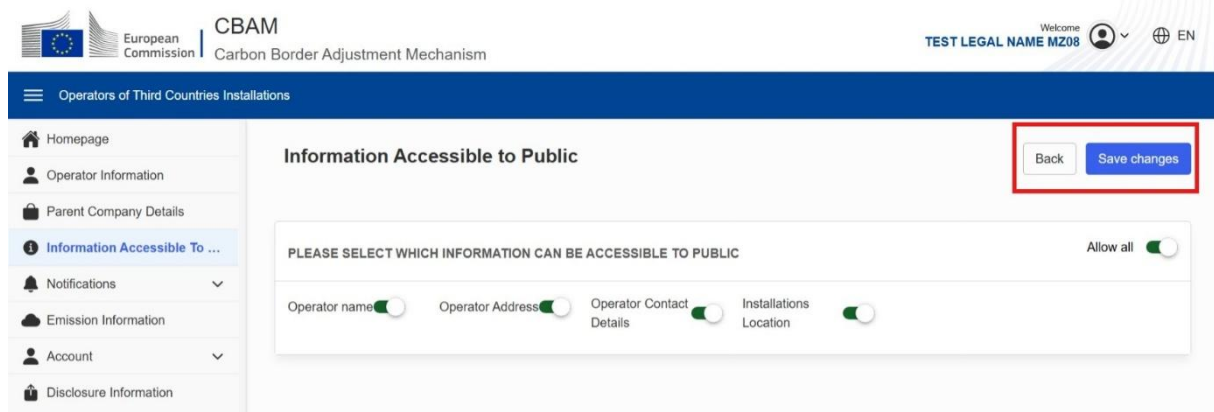 European
Commission
CBAM
Carbon Border Adjustment Mechanism
Welcome
TEST LEGAL NAME MZ08
EN
Operators of Third Countries Installations
Homepage
Operator Information
Parent Company Details
Information Accessible To ...
Notifications
Emission Information
Account
Disclosure Information
Information Accessible to Public
Back
Save changes
PLEASE SELECT WHICH INFORMATION CAN BE ACCESSIBLE TO PUBLIC
Allow all
Operator name
Operator Address
Operator Contact
Details
Installations
Location